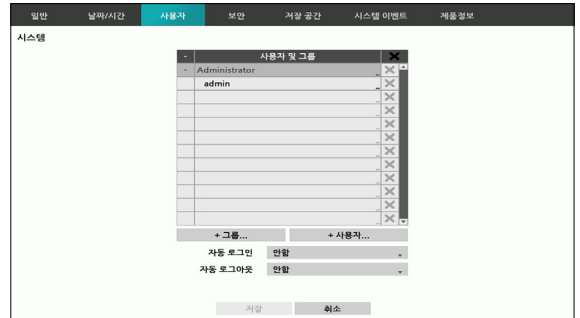 일반 날짜/시간 사용자 보안 저장 공간 시스템 이벤트 제품정보
시스템
- 사용자 및 그룹
- Administrator
admin
+ 그룹... + 사용자...
자동 로그인 안함
자동 로그아웃 안함
저장 취소